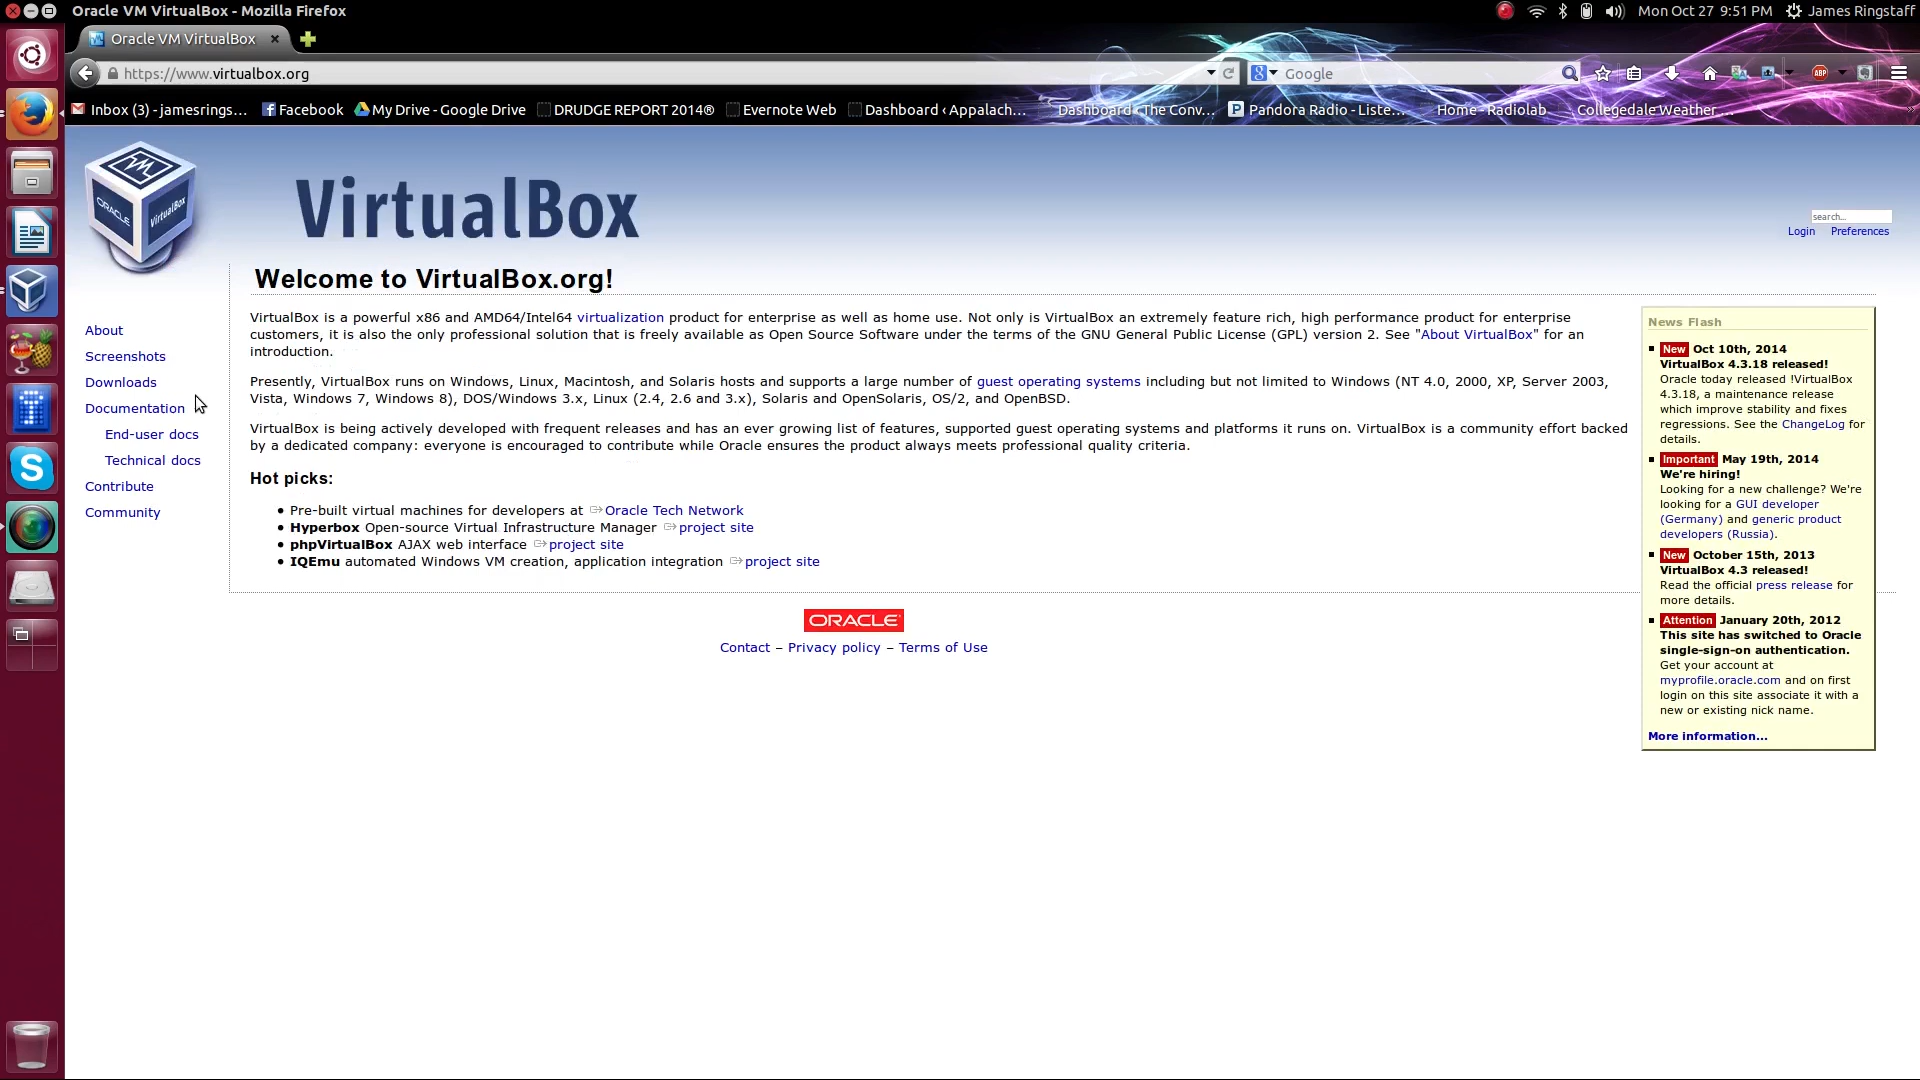 Oracle VM VirtualBox - Mozilla Firefox
Mon Oct 27 9:51 PM James Ringstaff
Oracle VM VirtualBox
https://www.virtualbox.org
Google
ABP
Inbox (3) - jamesrings... Facebook My Drive - Google Drive DRUDGE REPORT 2014® Evernote Web Dashboard ‹ Appalach... Dashboard ‹ The Conv... Pandora Radio - Liste... Home - Radiolab Collegedale Weather ...
VM
ORACLE VirtualBox
VirtualBox
search...
Login Preferences
Welcome to VirtualBox.org!
About
Screenshots
Downloads
Documentation
End-user docs
Technical docs
Contribute
Community
VirtualBox is a powerful x86 and AMD64/Intel64 virtualization product for enterprise as well as home use. Not only is VirtualBox an extremely feature rich, high performance product for enterprise
customers, it is also the only professional solution that is freely available as Open Source Software under the terms of the GNU General Public License (GPL) version 2. See "About VirtualBox" for an
introduction.
Presently, VirtualBox runs on Windows, Linux, Macintosh, and Solaris hosts and supports a large number of guest operating systems including but not limited to Windows (NT 4.0, 2000, XP, Server 2003,
Vista, Windows 7, Windows 8), DOS/Windows 3.x, Linux (2.4, 2.6 and 3.x), Solaris and OpenSolaris, OS/2, and OpenBSD.
VirtualBox is being actively developed with frequent releases and has an ever growing list of features, supported guest operating systems and platforms it runs on. VirtualBox is a community effort backed
by a dedicated company: everyone is encouraged to contribute while Oracle ensures the product always meets professional quality criteria.
Hot picks:
• Pre-built virtual machines for developers at Oracle Tech Network
• Hyperbox Open-source Virtual Infrastructure Manager project site
• phpVirtualBox AJAX web interface project site
• IQEmu automated Windows VM creation, application integration project site
News Flash
New Oct 10th, 2014
VirtualBox 4.3.18 released!
Oracle today released !VirtualBox
4.3.18, a maintenance release
which improve stability and fixes
regressions. See the ChangeLog for
details.
Important May 19th, 2014
We're hiring!
Looking for a new challenge? We're
looking for a GUI developer
(Germany) and generic product
developers (Russia).
New October 15th, 2013
VirtualBox 4.3 released!
Read the official press release for
more details.
Attention January 20th, 2012
This site has switched to Oracle
single-sign-on authentication.
Get your account at
myprofile.oracle.com and on first
login on this site associate it with a
new or existing nick name.
More information...
ORACLE
Contact – Privacy policy – Terms of Use